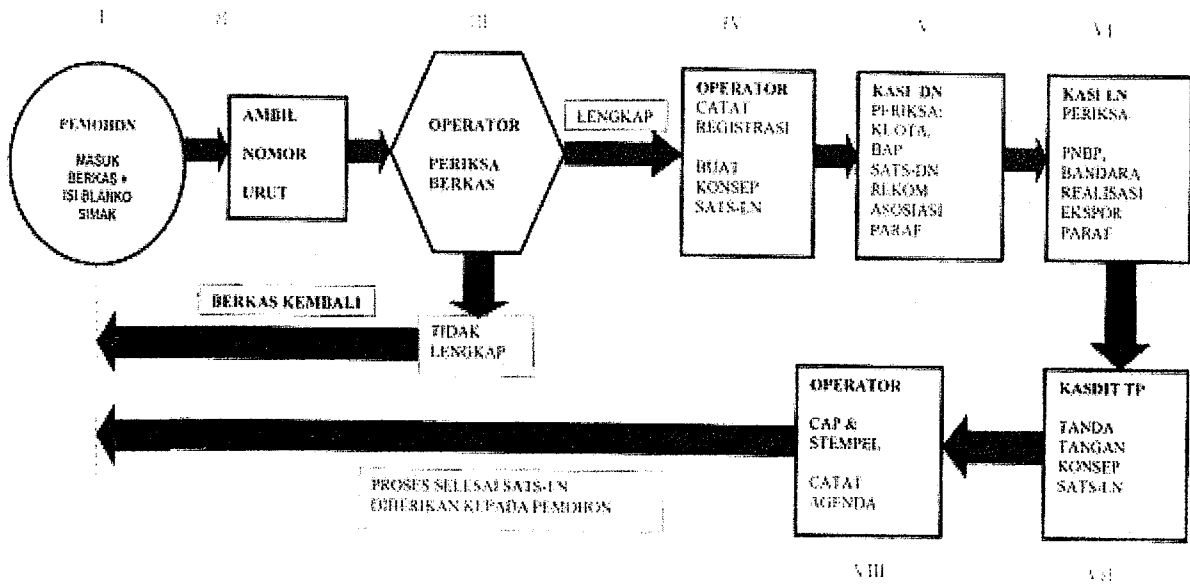 I
II
III
IV
V
VI
PEMOHON
MASUK
BERKAS +
ISI BLANKO
SIMAK
AMBIL
NOMOR
URUT
OPERATOR
PERIKSA
BERKAS
LENGKAP
OPERATOR
CATAT
REGISTRASI
BUAT
KONSEP
SATS-LN
KASI DN
PERIKSA:
KUOTA,
BAP
SATS-DN
REKOM
ASOSIASI
PARAF
KASI LN
PERIKSA
PNBP,
BANDARA
REALISASI
EKSPOR
PARAF
BERKAS KEMBALI
TIDAK
LENGKAP
OPERATOR
CAP &
STEMPEL
CATAT
AGENDA
KASDIT TP
TANDA
TANGAN
KONSEP
SATS-LN
PROSES SELESAI SATS-LN
DIBERIKAN KEPADA PEMOHON
VIII
VII